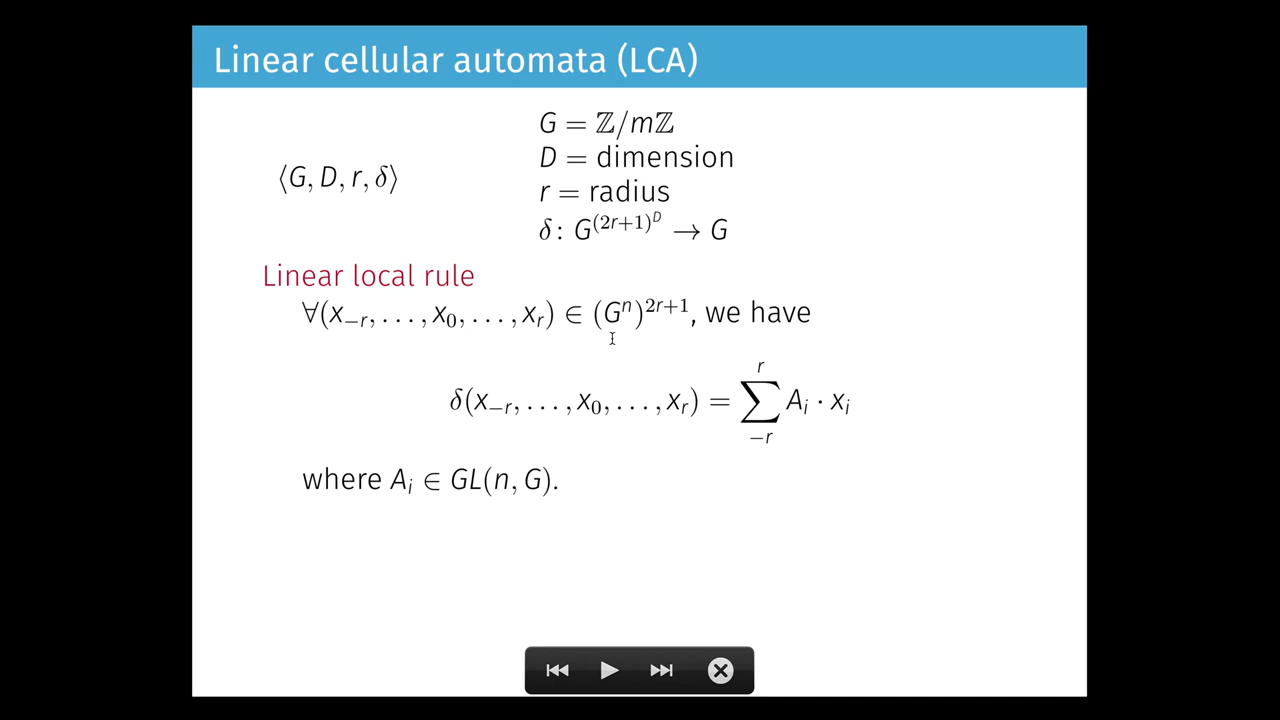 Linear cellular automata (LCA)
⟨G, D, r, δ⟩
G = ℤ/mℤ
D = dimension
r = radius
δ: G^{(2r+1)^D} → G
Linear local rule
∀(x_{−r}, . . . , x_0, . . . , x_r) ∈ (G^n)^{2r+1}, we have
δ(x_{−r}, . . . , x_0, . . . , x_r) = ∑_{−r}^{r} A_i · x_i
where A_i ∈ GL(n, G).